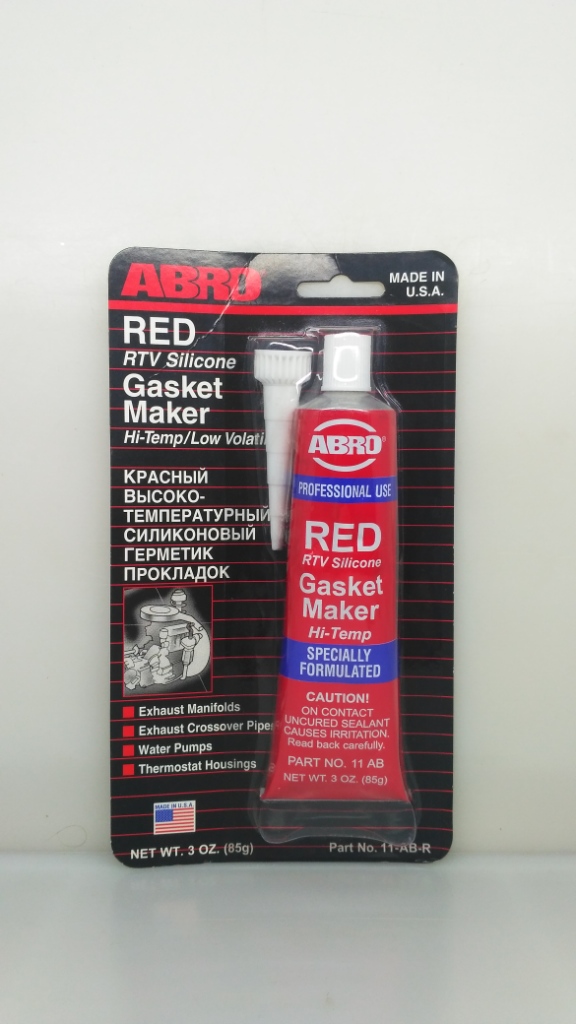 ABRO
MADE IN
U.S.A.
RED
RTV Silicone
Gasket
Maker
Hi-Temp/Low
КРАСНЫЙ
ВЫСОКО-
ТЕМПЕРАТУРНЫЙ
СИЛИКОНОВЫЙ
ГЕРМЕТИК
ПРОКЛАДОК
Exhaust Manifolds
Exhaust Crossover Pipe
Water Pumps
Thermostat Housings
MADE IN U.S.A.
NET WT. 3 OZ. (85g)
Part No. 11-AB-R
ABRO®
PROFESSIONAL USE
RED
RTV Silicone
Gasket
Maker
Hi-Temp
SPECIALLY
FORMULATED
CAUTION!
ON CONTACT
UNCURED SEALANT
CAUSES IRRITATION.
Read back carefully.
PART NO. 11 AB
NET WT. 3 OZ. (85g)